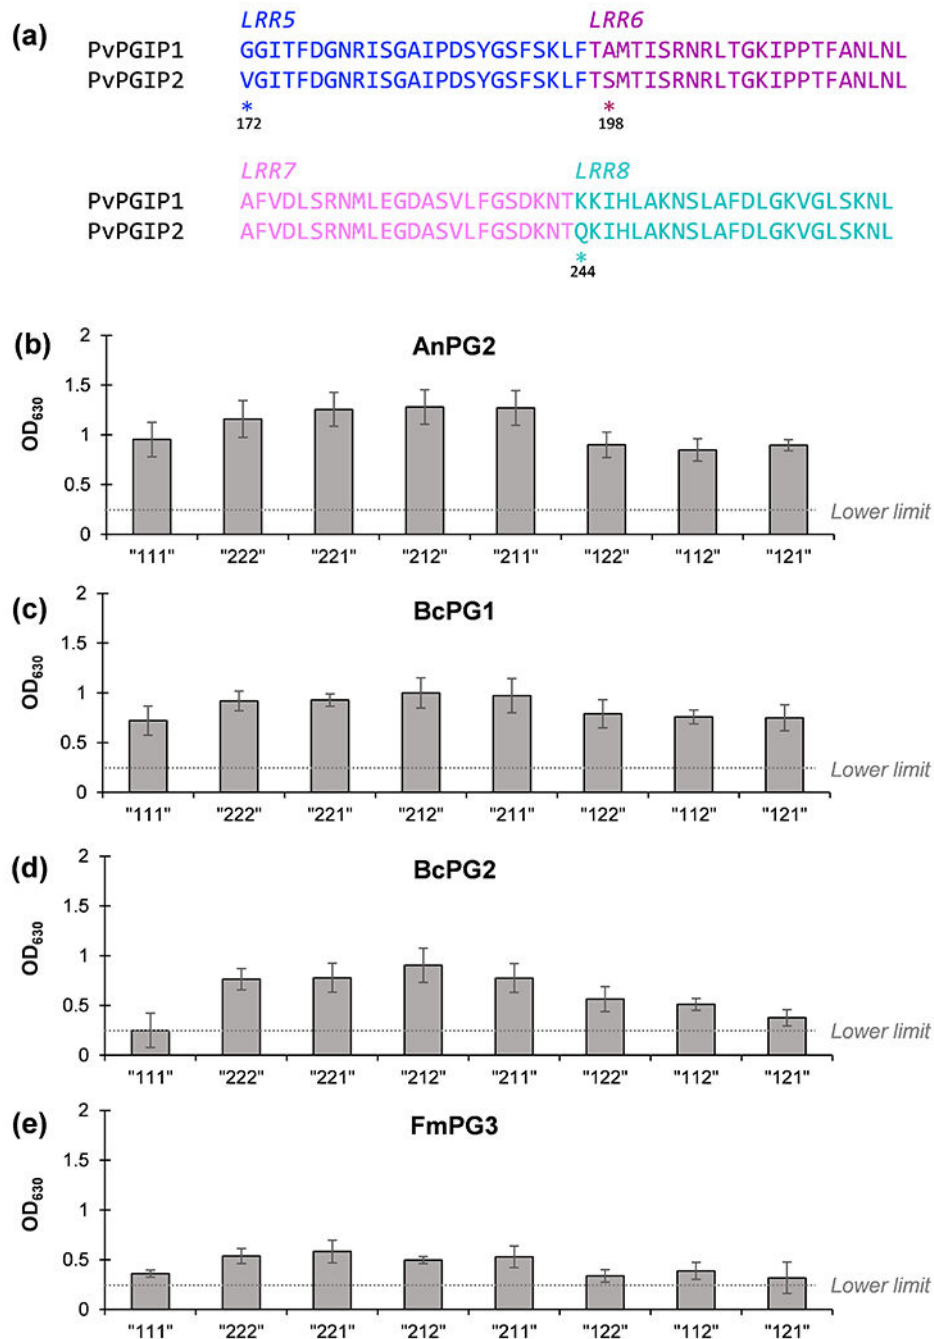 (a)
LRR5 LRR6
PvPGIP1 GGITFDGNRISGAIPDSYGSFSKLFTAMTISRNRLTGKIPPTFANLNL
PvPGIP2 VGITFDGNRISGAIPDSYGSFSKLFTSMTISRNRLTGKIPPTFANLNL
* *
172 198
LRR7 LRR8
PvPGIP1 AFVDLSRNMLEGDASVLFGSDKNTKKIHLAKNSLAFDLGKVGLSKNL
PvPGIP2 AFVDLSRNMLEGDASVLFGSDKNTQKIHLAKNSLAFDLGKVGLSKNL
*
244
(b)
AnPG2
OD630
2
1.5
1
0.5
0
Lower limit
"111" "222" "221" "212" "211" "122" "112" "121"
(c)
BcPG1
OD630
2
1.5
1
0.5
0
Lower limit
"111" "222" "221" "212" "211" "122" "112" "121"
(d)
BcPG2
OD630
2
1.5
1
0.5
0
Lower limit
"111" "222" "221" "212" "211" "122" "112" "121"
(e)
FmPG3
OD630
2
1.5
1
0.5
0
Lower limit
"111" "222" "221" "212" "211" "122" "112" "121"